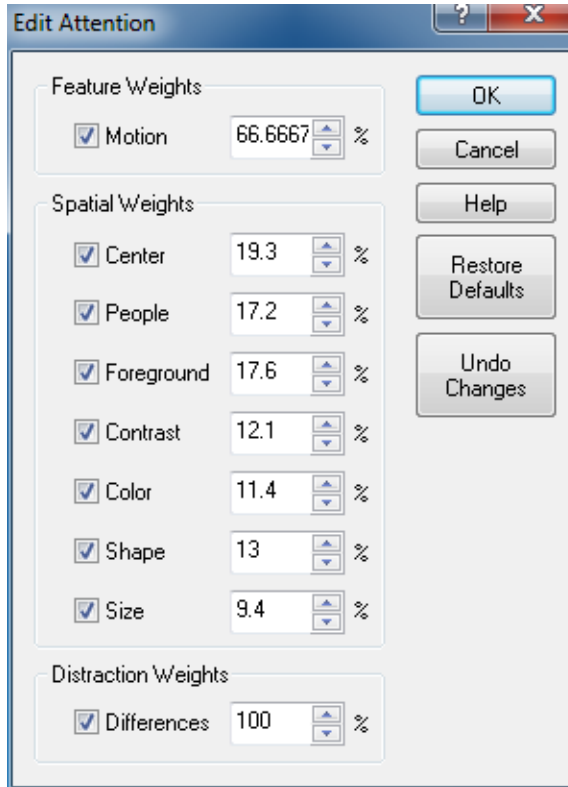 Edit Attention ? X
Feature Weights
Motion 66.6667 %
Spatial Weights
Center 19.3 %
People 17.2 %
Foreground 17.6 %
Contrast 12.1 %
Color 11.4 %
Shape 13 %
Size 9.4 %
Distraction Weights
Differences 100 %
OK
Cancel
Help
Restore
Defaults
Undo
Changes